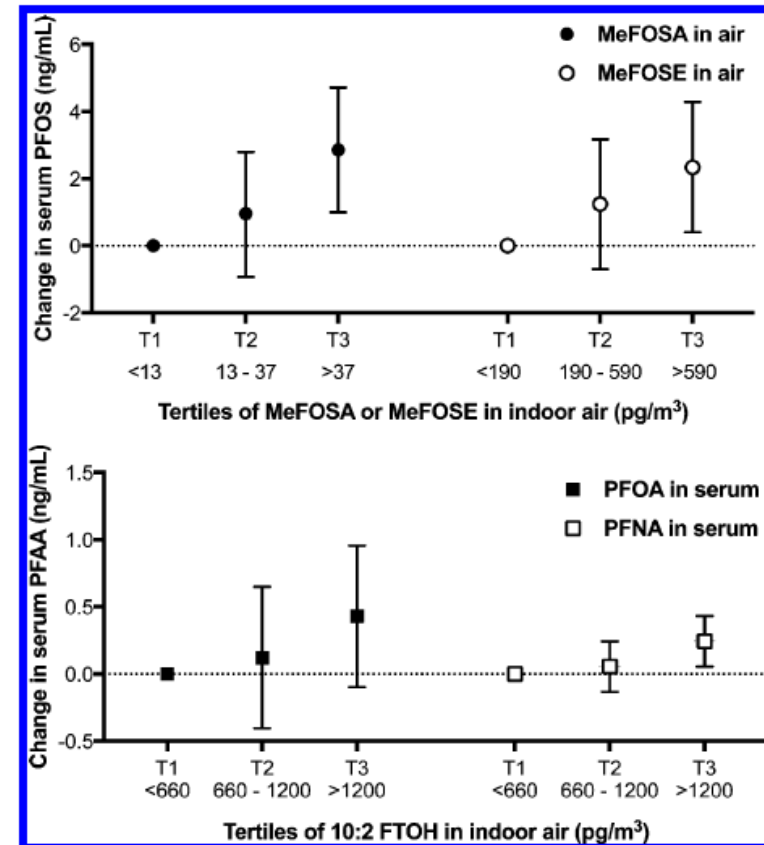 MeFOSA in air
MeFOSE in air
Change in serum PFOS (ng/mL)
6
4
2
0
-2
T1 T2 T3 T1 T2 T3
<13 13 - 37 >37 <190 190 - 590 >590
Tertiles of MeFOSA or MeFOSE in indoor air (pg/m³)
Change in serum PFAA (ng/mL)
1.5
1.0
0.5
0.0
-0.5
PFOA in serum
PFNA in serum
T1 T2 T3 T1 T2 T3
<660 660 - 1200 >1200 <660 660 - 1200 >1200
Tertiles of 10:2 FTOH in indoor air (pg/m³)